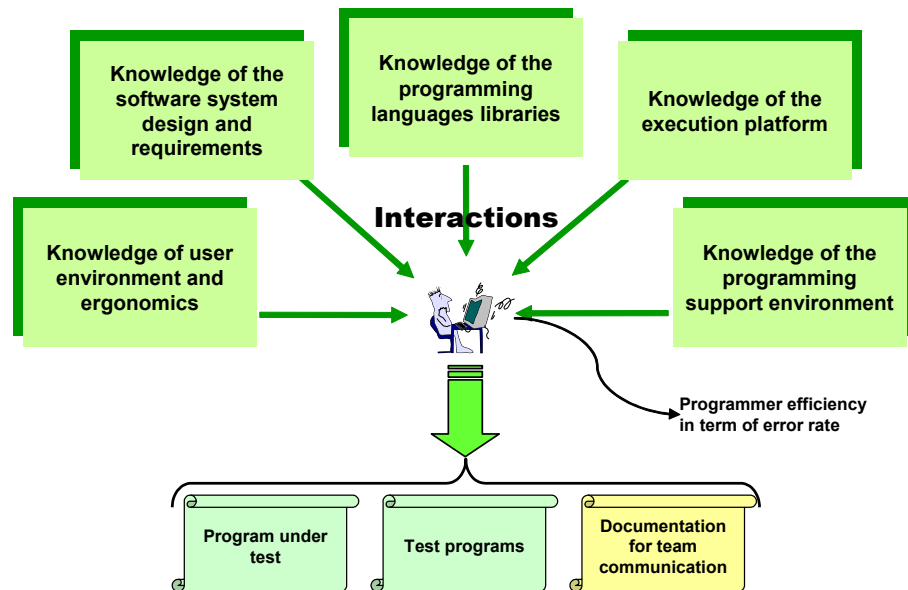 Knowledge of the
software system
design and
requirements
Knowledge of the
programming
languages libraries
Knowledge of the
execution platform
Interactions
Knowledge of user
environment and
ergonomics
Knowledge of the
programming
support environment
Programmer efficiency
in term of error rate
Program under
test
Test programs
Documentation
for team
communication